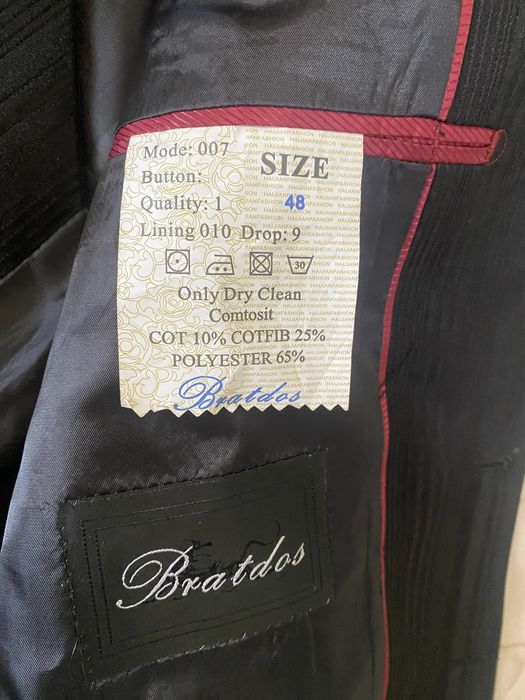 Mode: 007
SIZE
Button:
Quality: 1
48
Lining 010 Drop: 9
30
Only Dry Clean
Comtosit
COT 10% COTFIB 25%
POLYESTER 65%
Bratdos
Bratdos